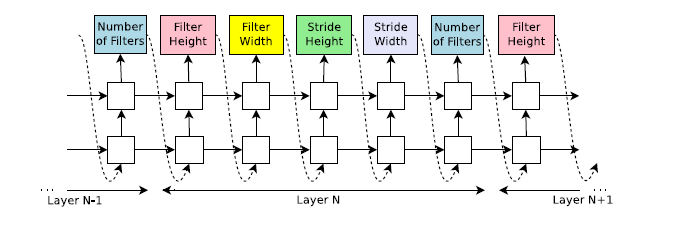 Number
of Filters
Filter
Height
Filter
Width
Stride
Height
Stride
Width
Number
of Filters
Filter
Height
...
...
Layer N-1
Layer N
Layer N+1